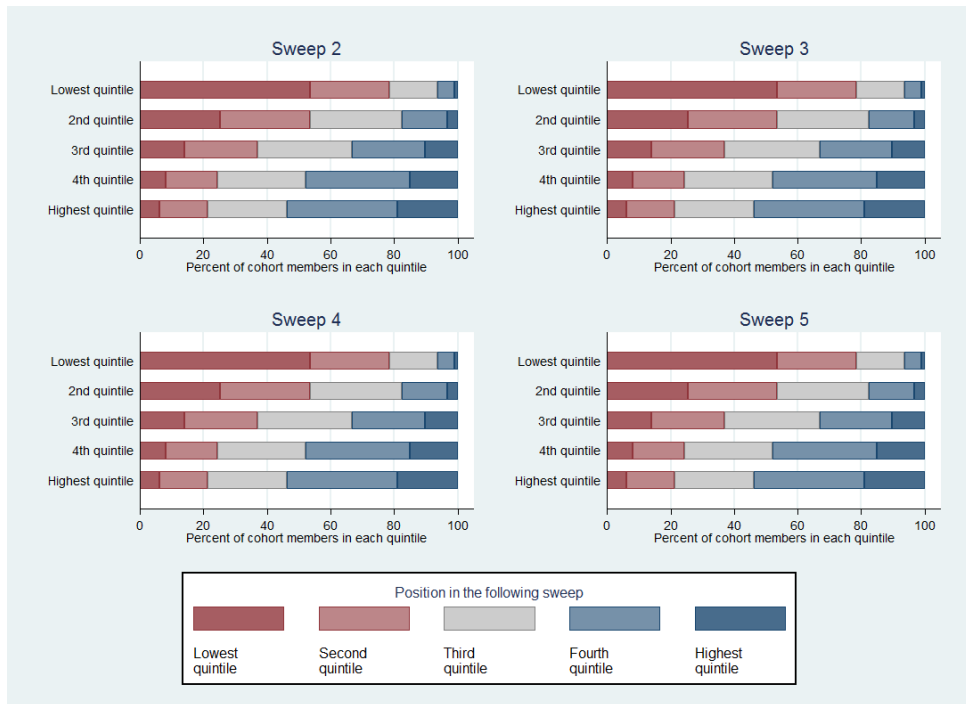 Sweep 2
Lowest quintile
2nd quintile
3rd quintile
4th quintile
Highest quintile
0 20 40 60 80 100
Percent of cohort members in each quintile
Sweep 3
Lowest quintile
2nd quintile
3rd quintile
4th quintile
Highest quintile
0 20 40 60 80 100
Percent of cohort members in each quintile
Sweep 4
Lowest quintile
2nd quintile
3rd quintile
4th quintile
Highest quintile
0 20 40 60 80 100
Percent of cohort members in each quintile
Sweep 5
Lowest quintile
2nd quintile
3rd quintile
4th quintile
Highest quintile
0 20 40 60 80 100
Percent of cohort members in each quintile
Position in the following sweep
Lowest
quintile
Second
quintile
Third
quintile
Fourth
quintile
Highest
quintile